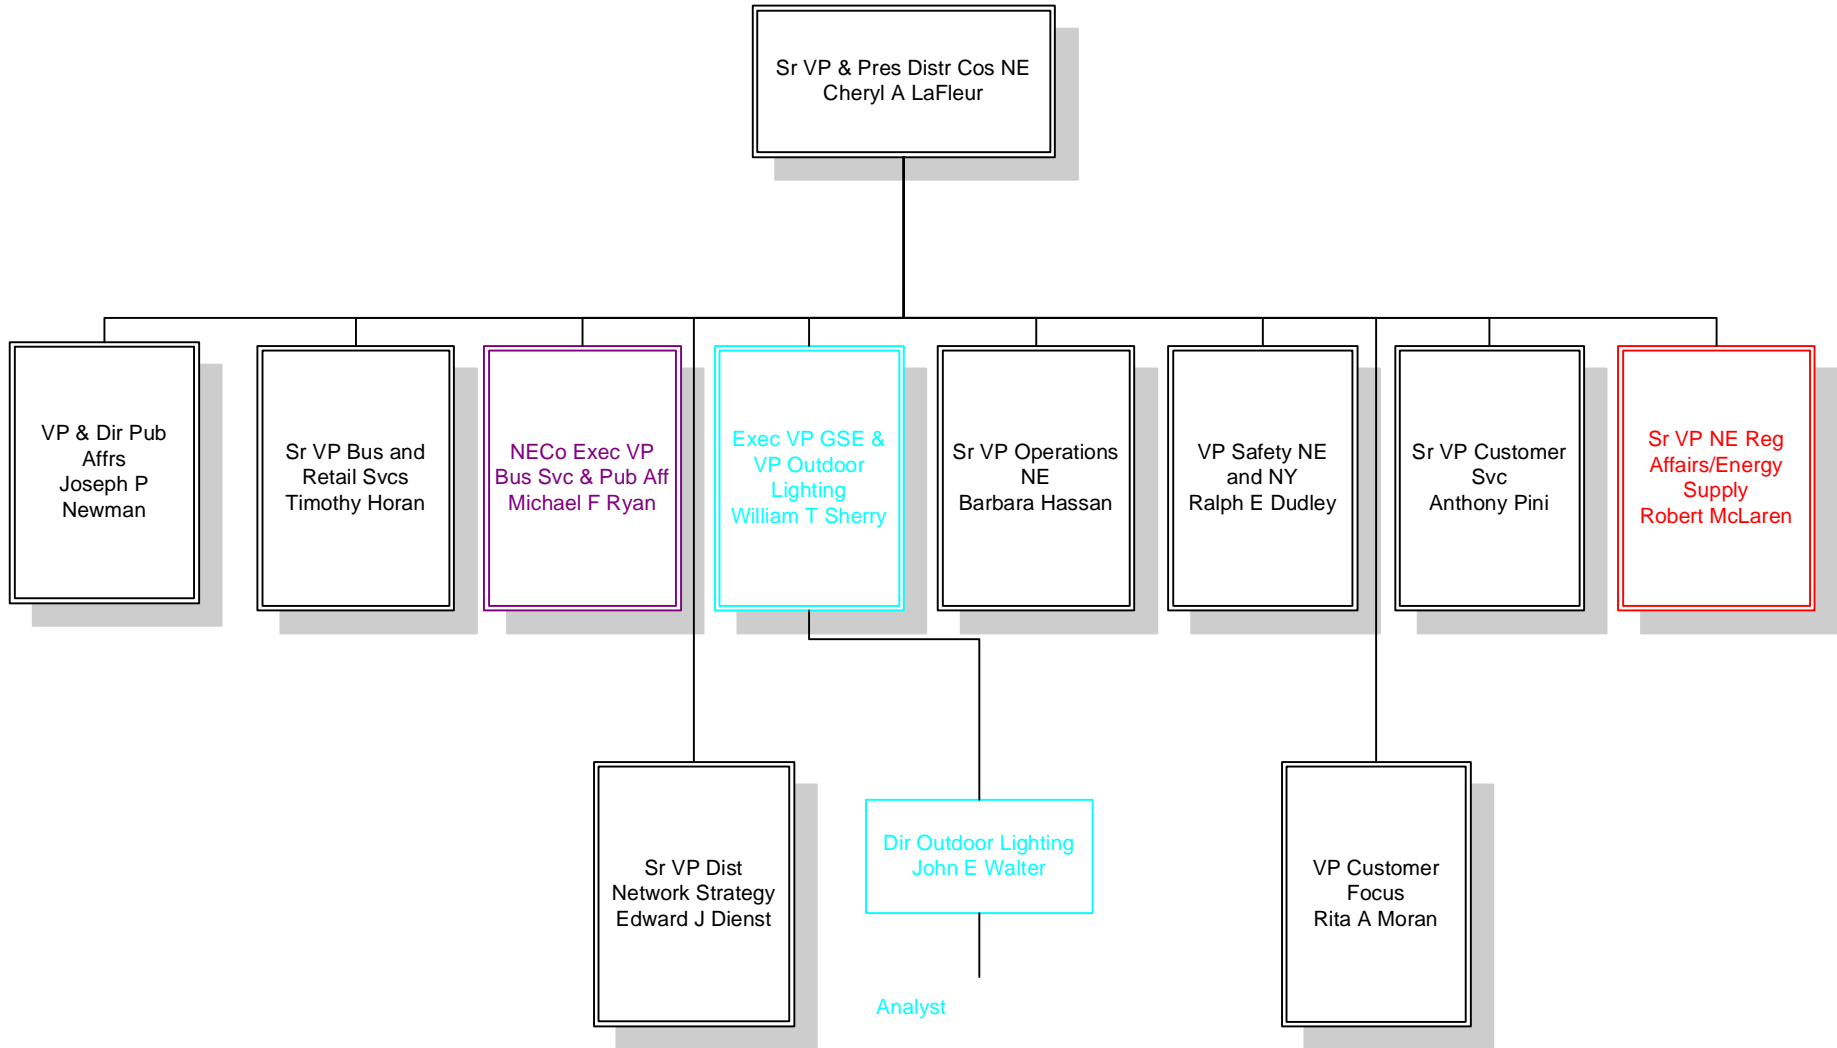 Sr VP & Pres Distr Cos NE
Cheryl A LaFleur
VP & Dir Pub
Affrs
Joseph P
Newman
Sr VP Bus and
Retail Svcs
Timothy Horan
NECo Exec VP
Bus Svc & Pub Aff
Michael F Ryan
Exec VP GSE &
VP Outdoor
Lighting
William T Sherry
Sr VP Operations
NE
Barbara Hassan
VP Safety NE
and NY
Ralph E Dudley
Sr VP Customer
Svc
Anthony Pini
Sr VP NE Reg
Affairs/Energy
Supply
Robert McLaren
Sr VP Dist
Network Strategy
Edward J Dienst
Dir Outdoor Lighting
John E Walter
Analyst
VP Customer
Focus
Rita A Moran